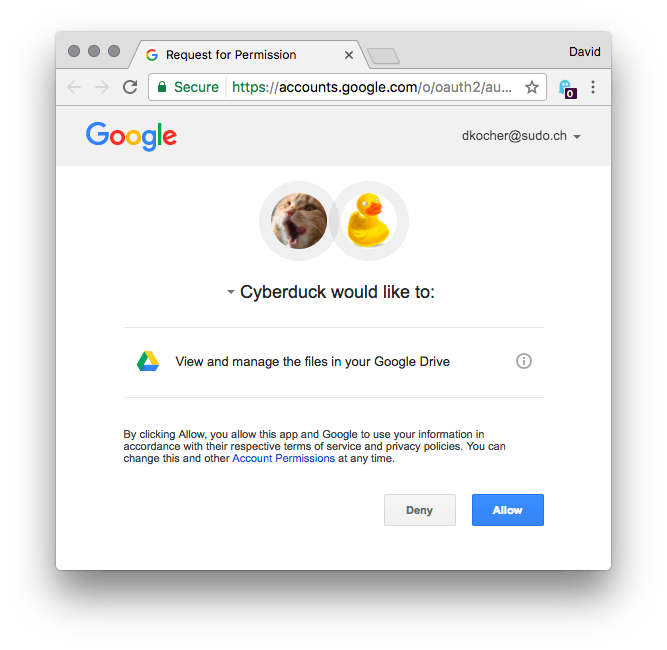 Request for Permission
David
Secure
https://accounts.google.com/o/oauth2/au...
0
Google
dkocher@sudo.ch
Cyberduck would like to:
View and manage the files in your Google Drive
By clicking Allow, you allow this app and Google to use your information in
accordance with their respective terms of service and privacy policies. You can
change this and other Account Permissions at any time.
Deny
Allow